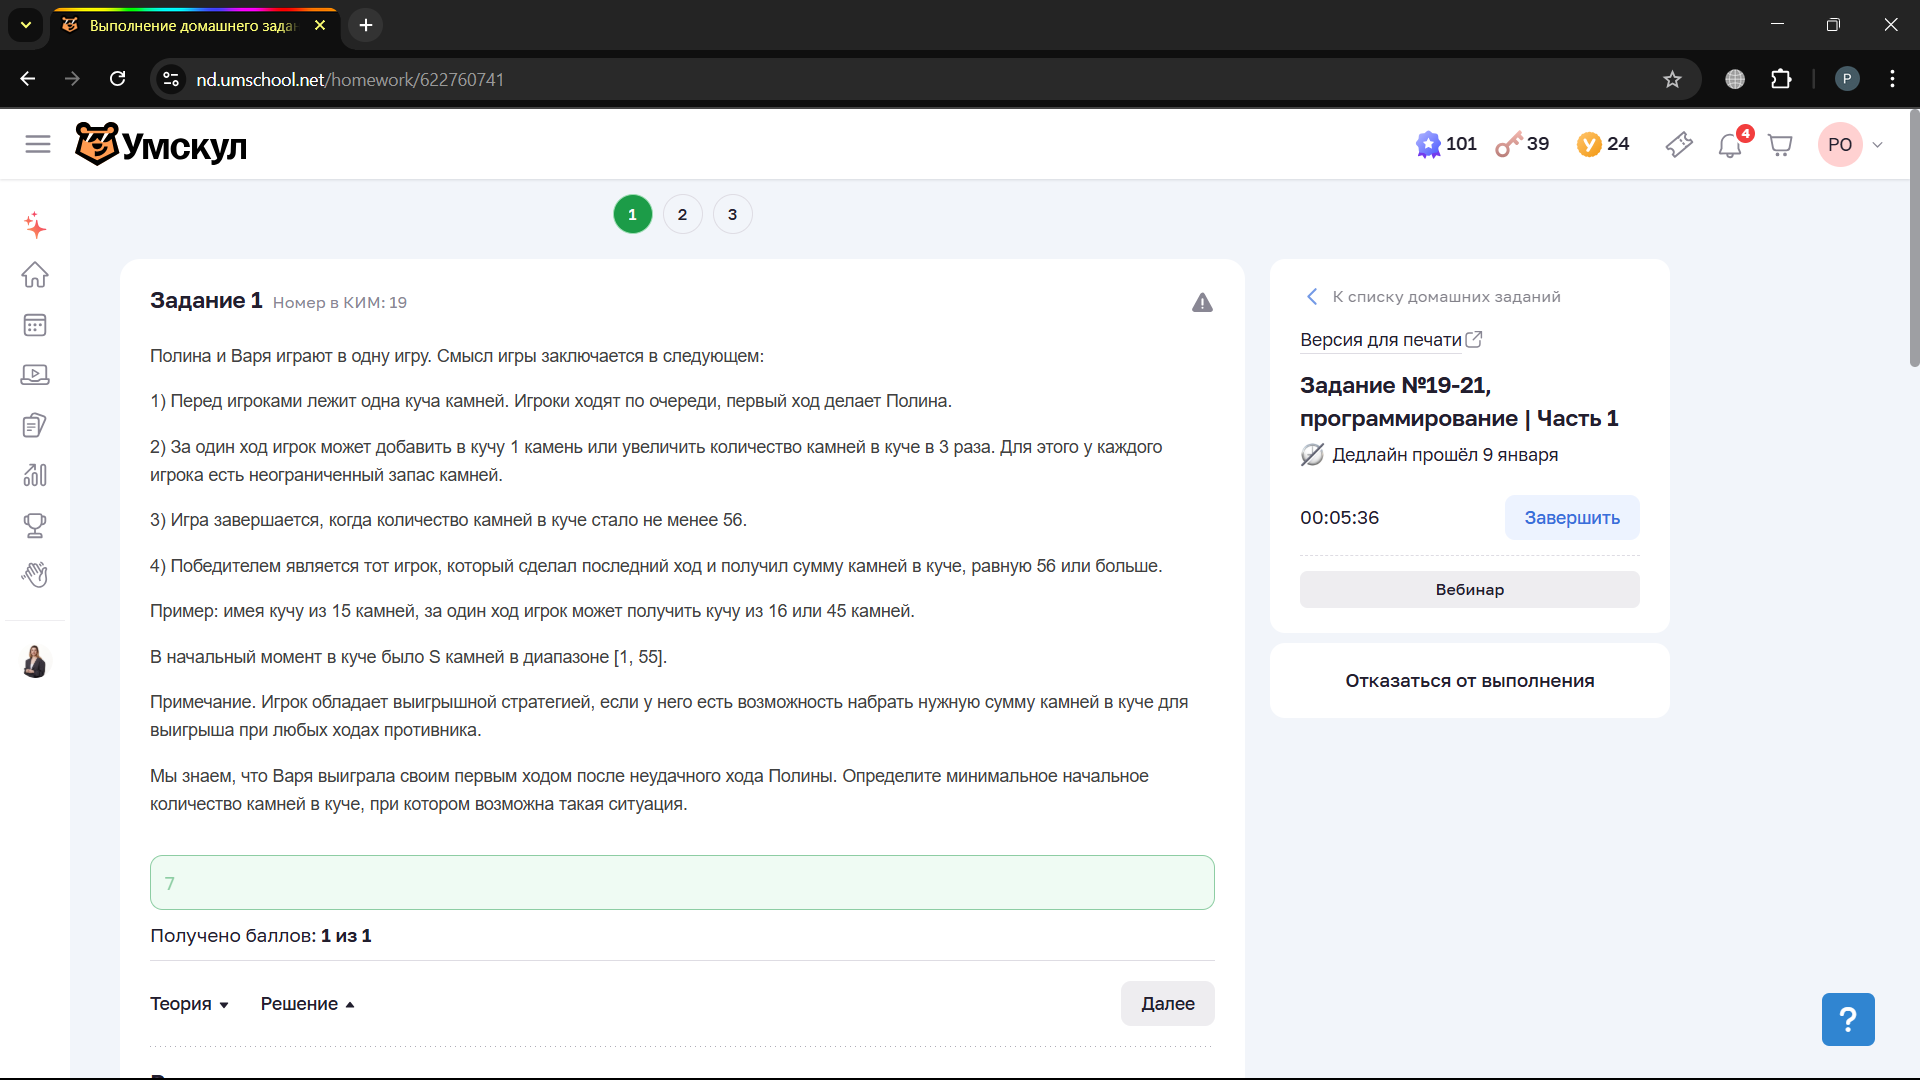 Выполнение домашнего зада
nd.umschool.net/homework/622760741
P
Умскул
101
39
24
4
PO
1
2
3
Задание 1 Номер в КИМ: 19
Полина и Варя играют в одну игру. Смысл игры заключается в следующем:
1) Перед игроками лежит одна куча камней. Игроки ходят по очереди, первый ход делает Полина.
2) За один ход игрок может добавить в кучу 1 камень или увеличить количество камней в куче в 3 раза. Для этого у каждого
игрока есть неограниченный запас камней.
3) Игра завершается, когда количество камней в куче стало не менее 56.
4) Победителем является тот игрок, который сделал последний ход и получил сумму камней в куче, равную 56 или больше.
Пример: имея кучу из 15 камней, за один ход игрок может получить кучу из 16 или 45 камней.
В начальный момент в куче было S камней в диапазоне [1, 55].
Примечание. Игрок обладает выигрышной стратегией, если у него есть возможность набрать нужную сумму камней в куче для
выигрыша при любых ходах противника.
Мы знаем, что Варя выиграла своим первым ходом после неудачного хода Полины. Определите минимальное начальное
количество камней в куче, при котором возможна такая ситуация.
7
Получено баллов: 1 из 1
Теория
Решение
Далее
К списку домашних заданий
Версия для печати
Задание №19-21,
программирование | Часть 1
Дедлайн прошёл 9 января
00:05:36
Завершить
Вебинар
Отказаться от выполнения
?